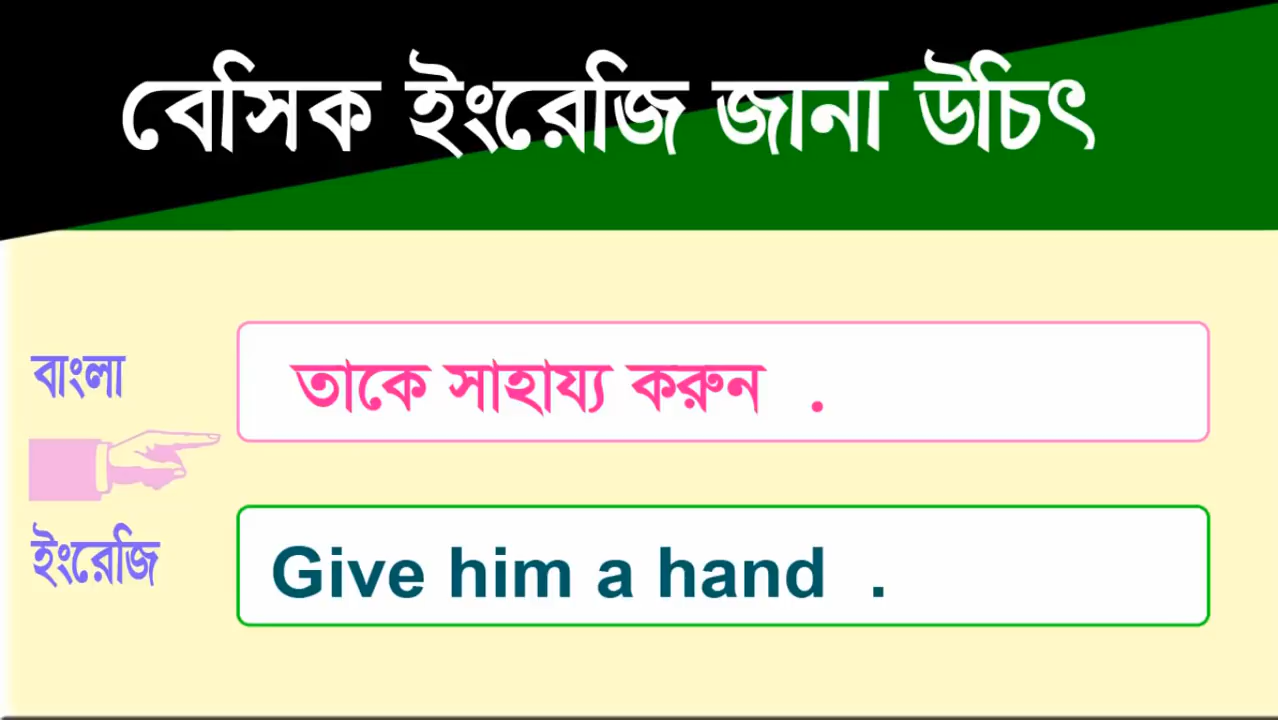 বেসিক ইংরেজি জানা উচিৎ
বাংলা
তাকে সাহায্য করুন .
ইংরেজি
Give him a hand .